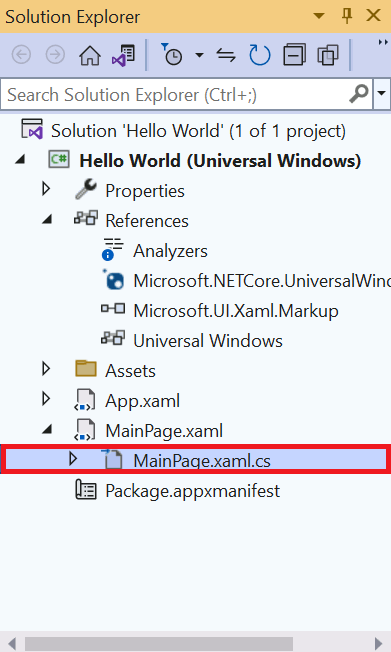 Solution Explorer
Search Solution Explorer (Ctrl+;)
Solution 'Hello World' (1 of 1 project)
C# Hello World (Universal Windows)
Properties
References
Analyzers
Microsoft.NETCore.UniversalWin
Microsoft.UI.Xaml.Markup
Universal Windows
Assets
App.xaml
MainPage.xaml
MainPage.xaml.cs
Package.appxmanifest